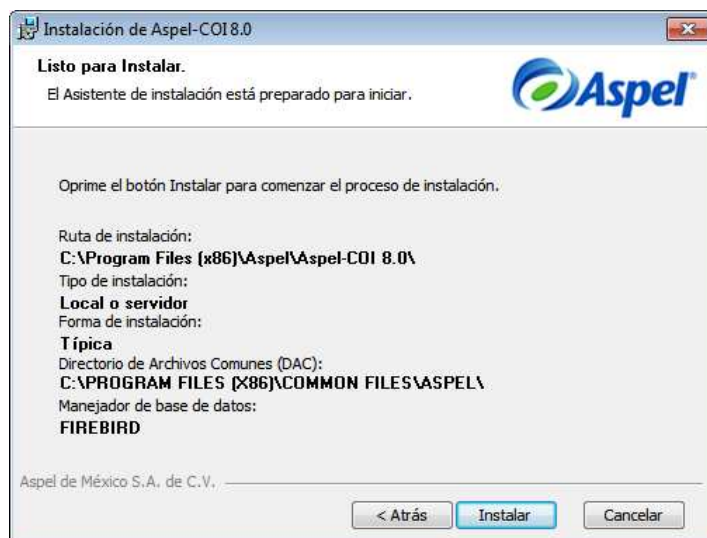 Instalación de Aspel-COI 8.0
Listo para Instalar.
El Asistente de instalación está preparado para iniciar.
Aspel
Oprime el botón Instalar para comenzar el proceso de instalación.
Ruta de instalación:
C:\Program Files (x86)\Aspel\Aspel-COI 8.0\
Tipo de instalación:
Local o servidor
Forma de instalación:
Típica
Directorio de Archivos Comunes (DAC):
C:\PROGRAM FILES (X86)\COMMON FILES\ASPEL\
Manejador de base de datos:
FIREBIRD
Aspel de México S.A. de C.V.
< Atrás Instalar Cancelar